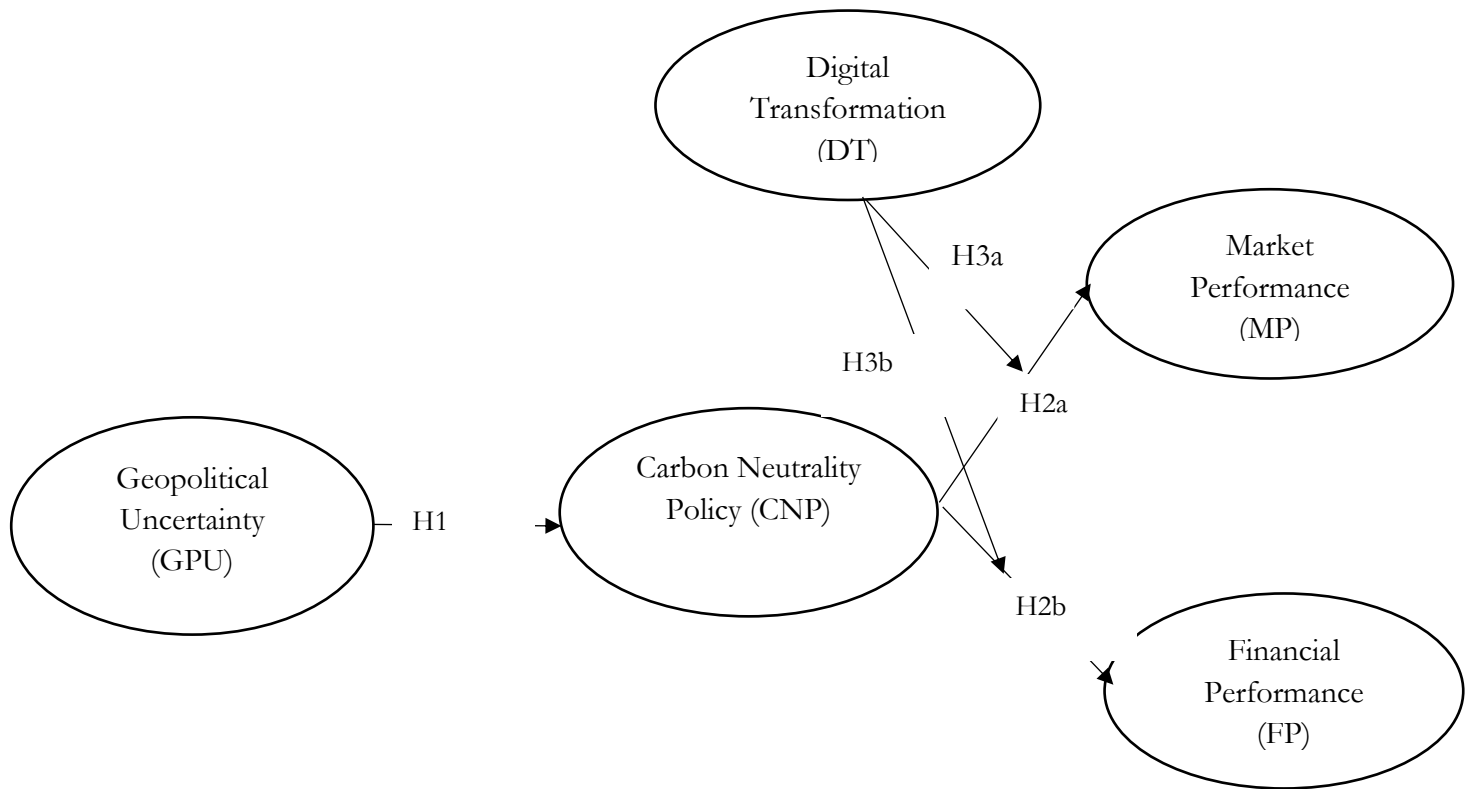 Digital
Transformation
(DT)
H3a
Market
Performance
(MP)
H3b
H2a
Geopolitical
Uncertainty
(GPU)
H1
Carbon Neutrality
Policy (CNP)
H2b
Financial
Performance
(FP)